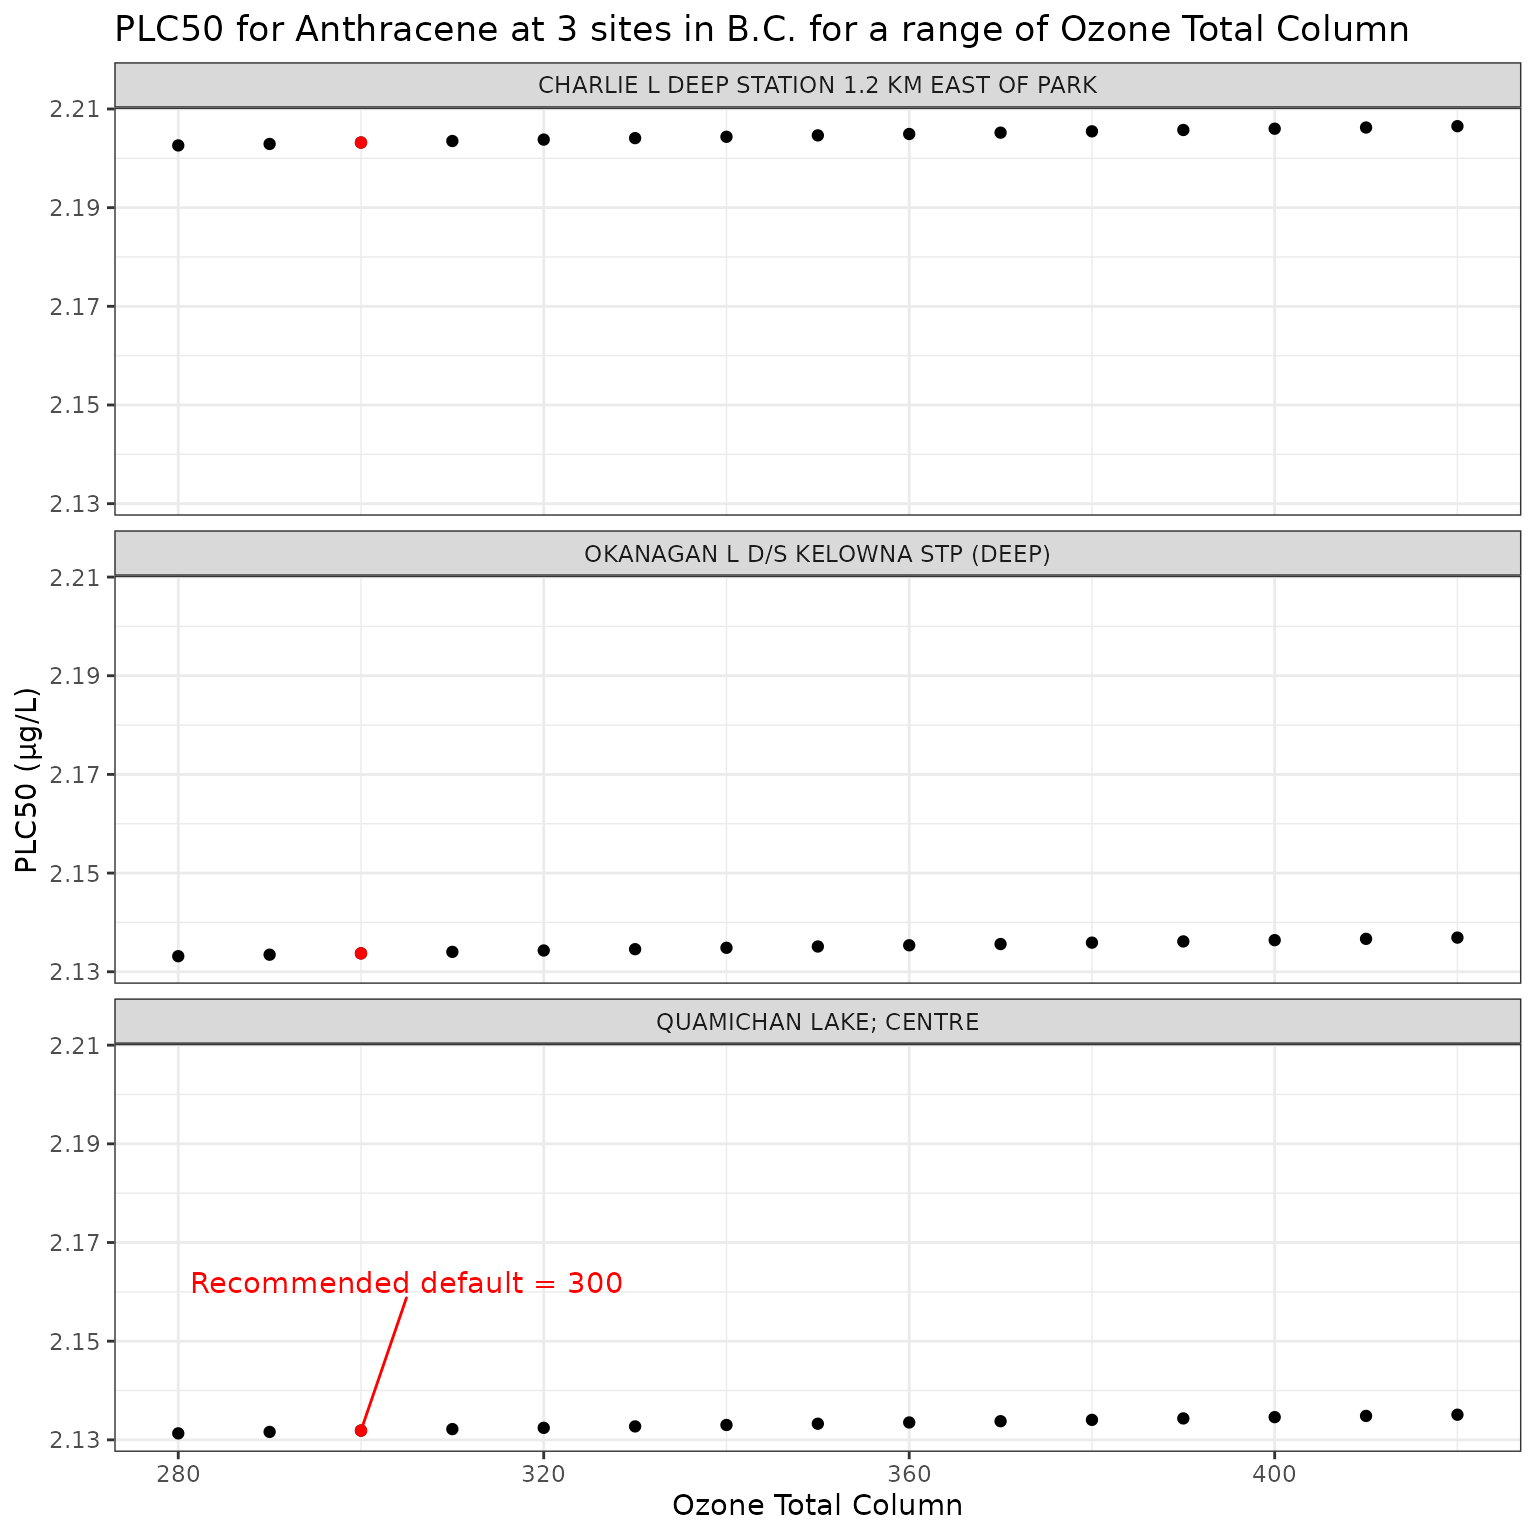 PLC50 for Anthracene at 3 sites in B.C. for a range of Ozone Total Column
CHARLIE L DEEP STATION 1.2 KM EAST OF PARK
2.21
2.19
2.17
2.15
2.13
OKANAGAN L D/S KELOWNA STP (DEEP)
2.21
2.19
2.17
2.15
2.13
PLC50 (µg/L)
QUAMICHAN LAKE; CENTRE
2.21
2.19
2.17
2.15
2.13
Recommended default = 300
280 320 360 400
Ozone Total Column